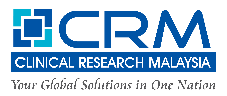 CRM
CLINICAL RESEARCH MALAYSIA
Your Global Solutions in One Nation